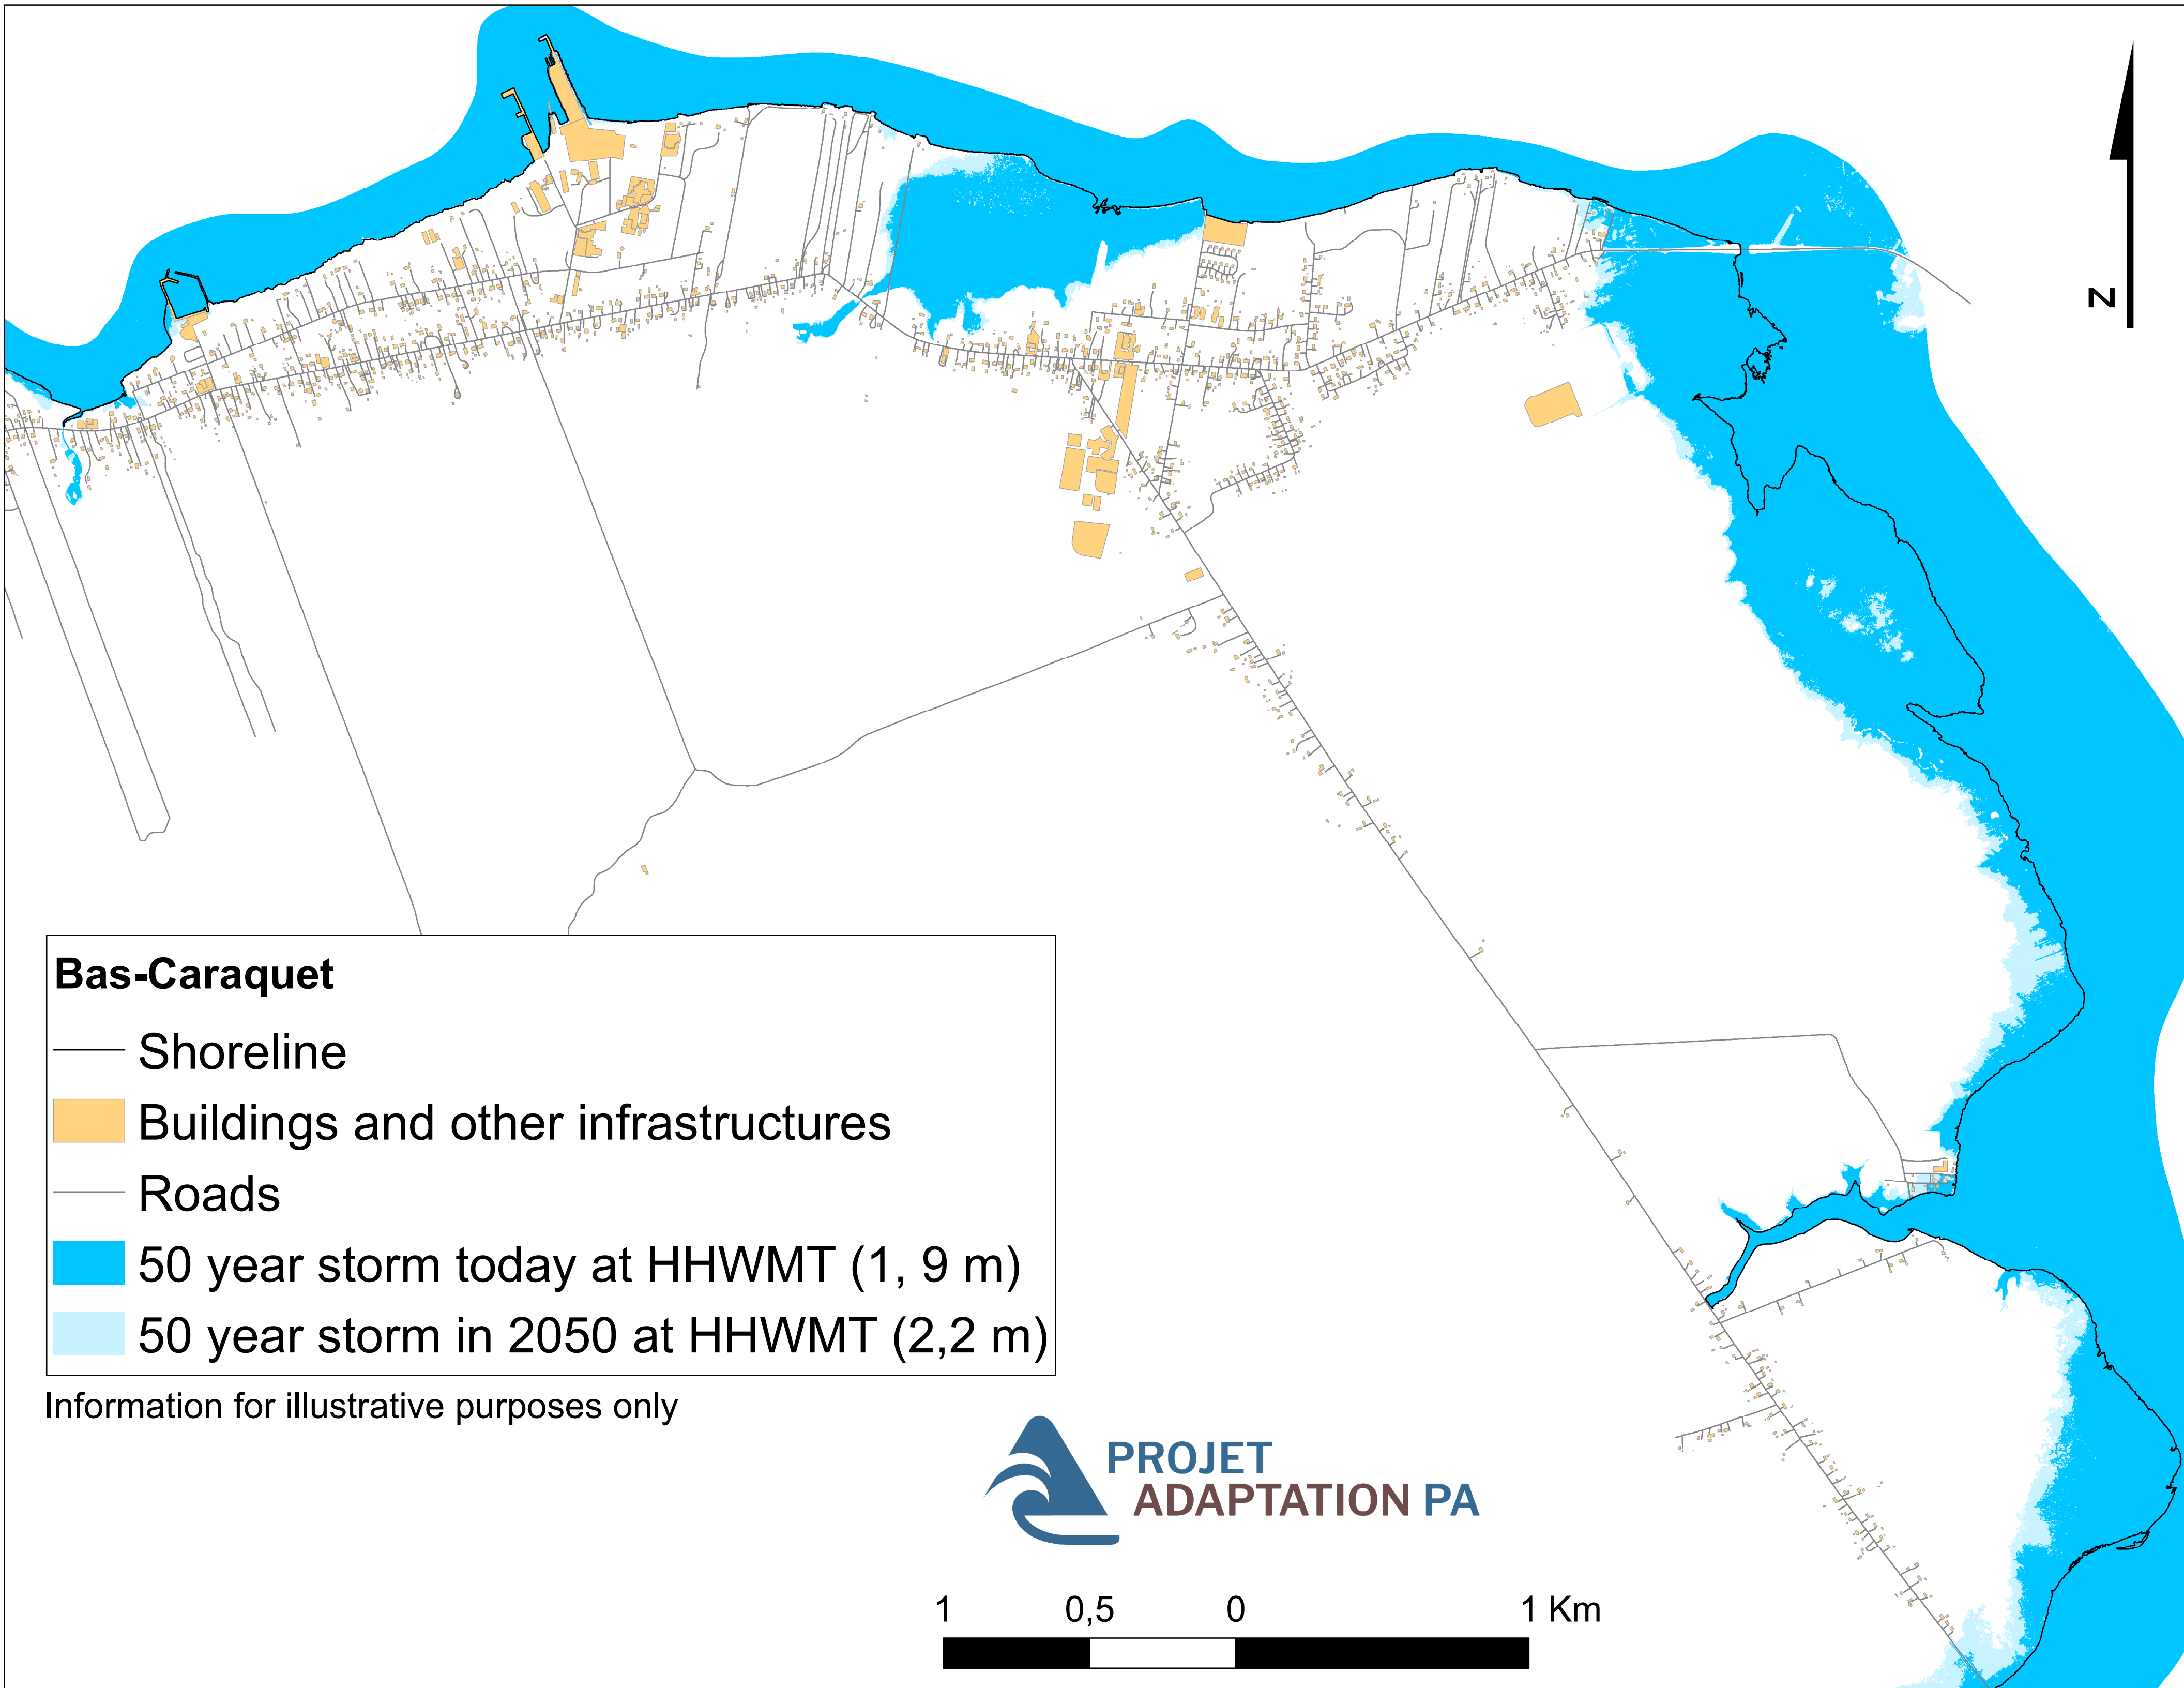 N
Bas-Caraquet
Shoreline
Buildings and other infrastructures
Roads
50 year storm today at HHWMT (1, 9 m)
50 year storm in 2050 at HHWMT (2,2 m)
Information for illustrative purposes only
PROJET
ADAPTATION PA
1 0,5 0 1 Km